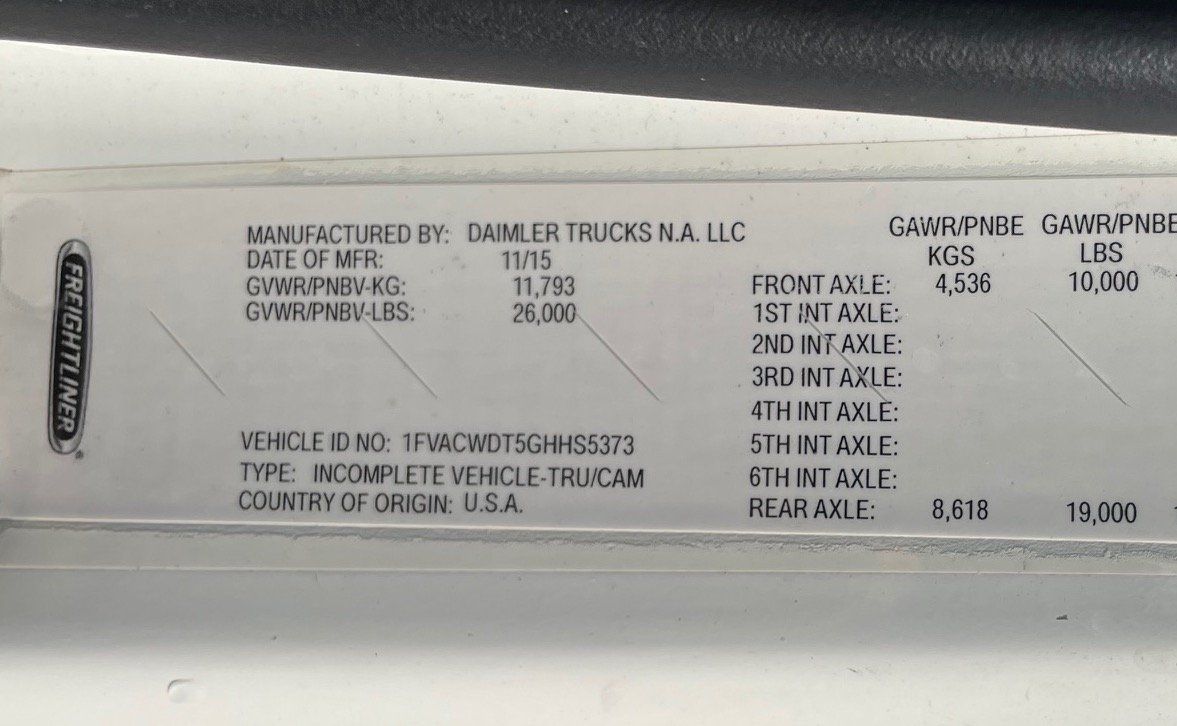 FREIGHTLINER®
MANUFACTURED BY: DAIMLER TRUCKS N.A. LLC
DATE OF MFR: 11/15
GVWR/PNBV-KG: 11,793
GVWR/PNBV-LBS: 26,000
VEHICLE ID NO: 1FVACWDT5GHHS5373
TYPE: INCOMPLETE VEHICLE-TRU/CAM
COUNTRY OF ORIGIN: U.S.A.
GAWR/PNBE GAWR/PNBE
KGS LBS
FRONT AXLE: 4,536 10,000
1ST INT AXLE:
2ND INT AXLE:
3RD INT AXLE:
4TH INT AXLE:
5TH INT AXLE:
6TH INT AXLE:
REAR AXLE: 8,618 19,000